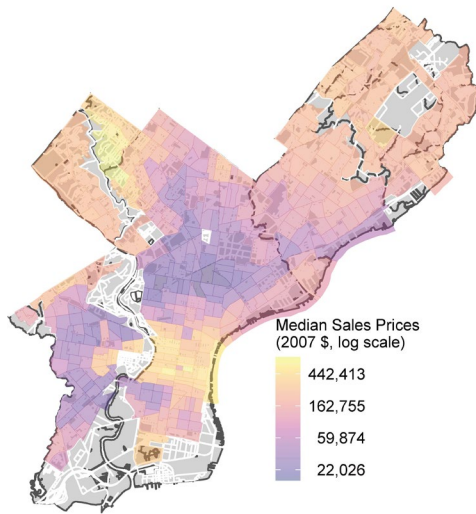 Median Sales Prices
(2007 $, log scale)
442,413
162,755
59,874
22,026